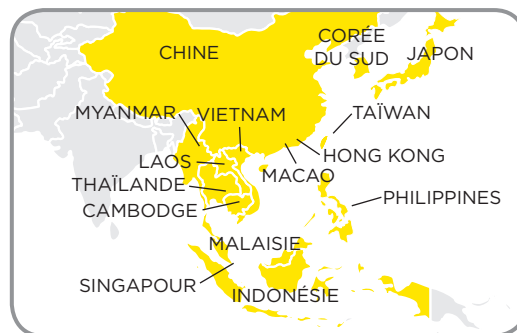 CHINE
CORÉE
DU SUD
JAPON
MYANMAR
VIETNAM
TAÏWAN
LAOS
HONG KONG
MACAO
THAÏLANDE
CAMBODGE
PHILIPPINES
MALAISIE
SINGAPOUR
INDONÉSIE